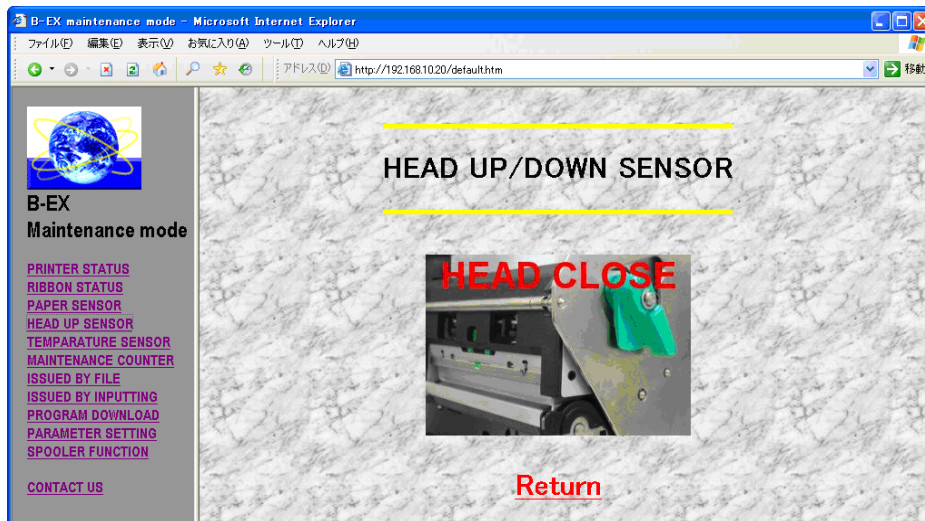 B-EX maintenance mode - Microsoft Internet Explorer
ファイル(F) 編集(E) 表示(V) お気に入り(A) ツール(T) ヘルプ(H)
アドレス(D) http://192.168.10.20/default.htm 移動
B-EX
Maintenance mode
PRINTER STATUS
RIBBON STATUS
PAPER SENSOR
HEAD UP SENSOR
TEMPARATURE SENSOR
MAINTENANCE COUNTER
ISSUED BY FILE
ISSUED BY INPUTTING
PROGRAM DOWNLOAD
PARAMETER SETTING
SPOOLER FUNCTION
CONTACT US
HEAD UP/DOWN SENSOR
HEAD CLOSE
Return